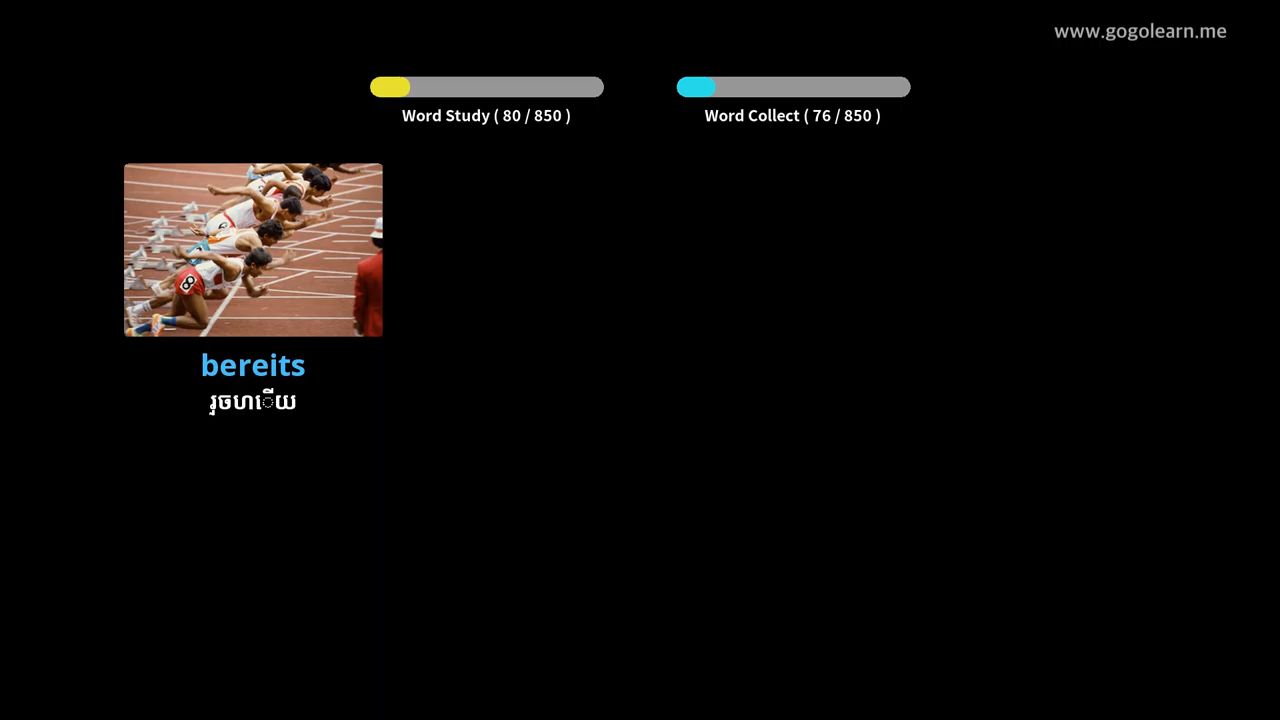 www.gogolearn.me
Word Study ( 80 / 850 )
Word Collect ( 76 / 850 )
8
bereits
រួចហើយ